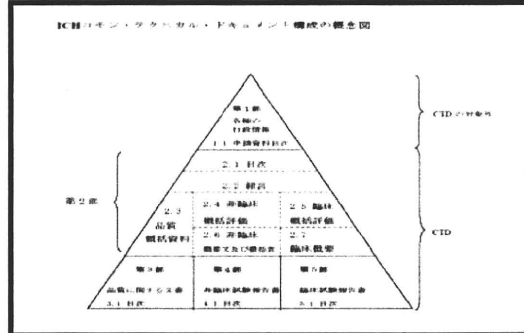 ICHコモン・テクニカル・ドキュメント構成の概念図
第1部
各種の
行政情報
1.1 申請資料目次
CTDの対象外
2.1 目次
2.2 緒言
第2部
2.3
品質
概括資料
2.4 非臨床
概括評価
2.5 臨床
概括評価
2.6 非臨床
概要文及び概括表
2.7
臨床概要
CTD
第3部
品質に関する文書
3.1 目次
第4部
非臨床試験報告書
4.1 目次
第5部
臨床試験報告書
5.1 目次